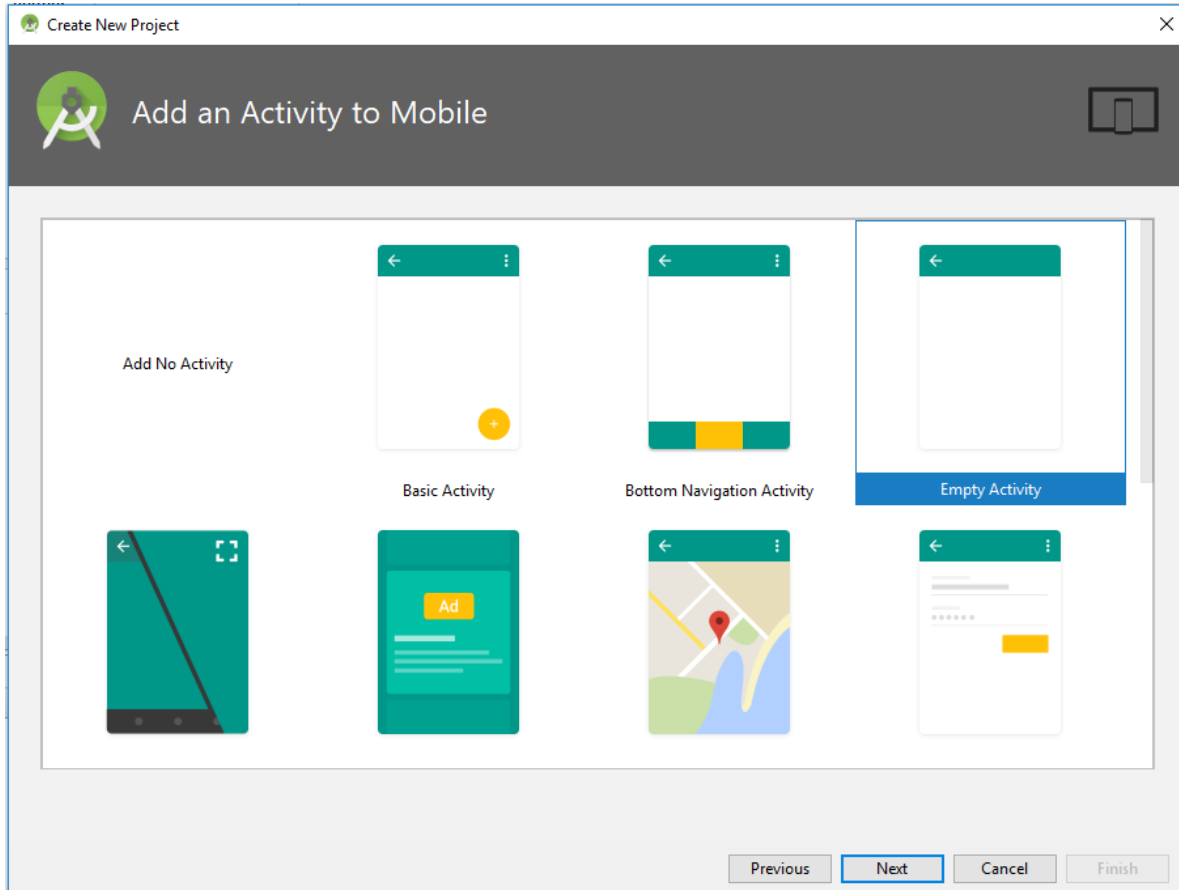 Create New Project
Add an Activity to Mobile
Add No Activity
Basic Activity
Bottom Navigation Activity
Empty Activity
Ad
Previous
Next
Cancel
Finish